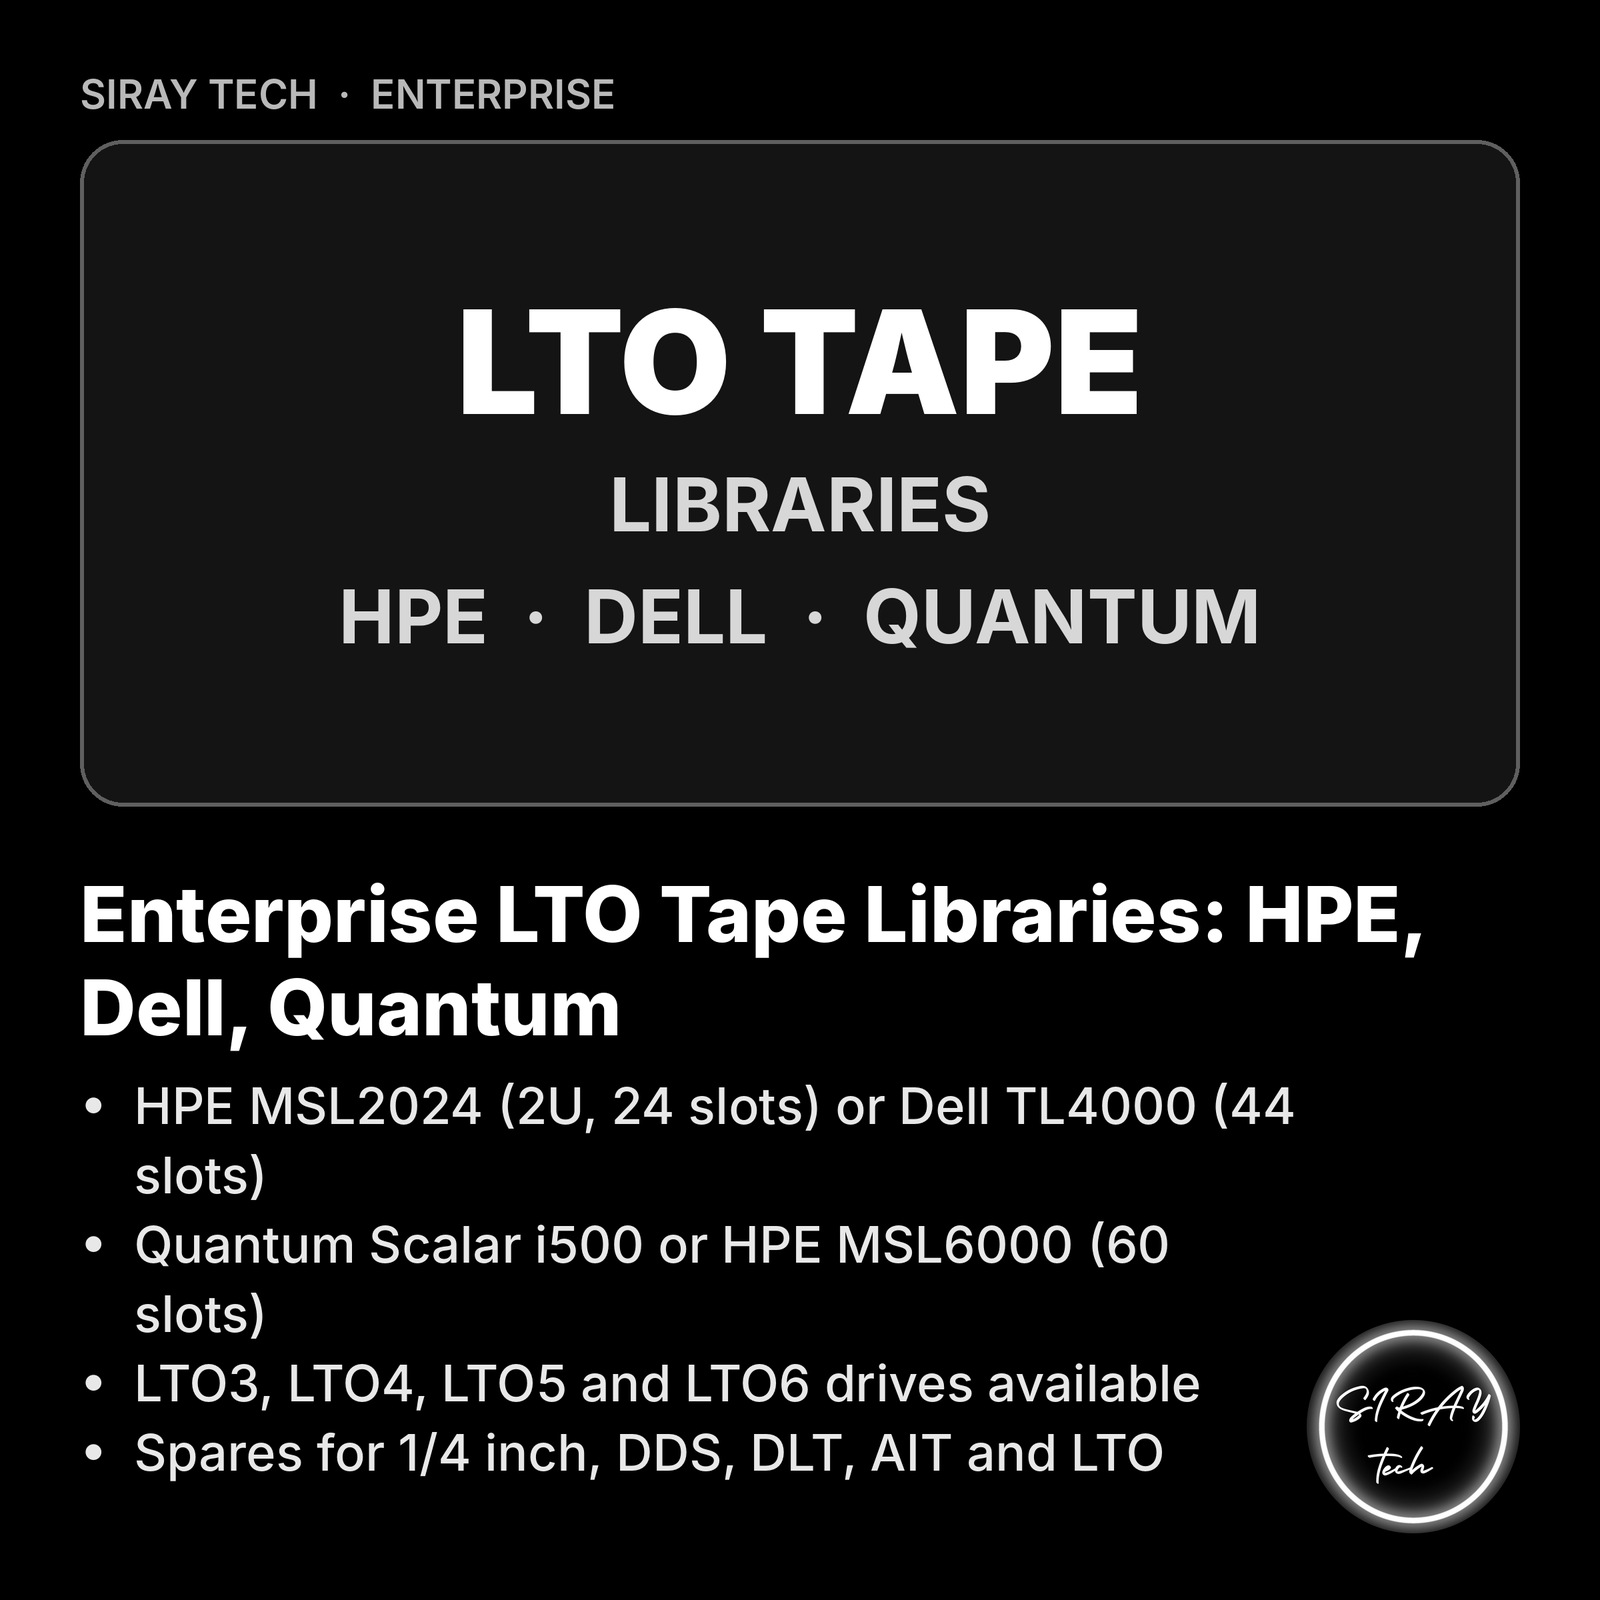 SIRAY TECH · ENTERPRISE
LTO TAPE
LIBRARIES
HPE · DELL · QUANTUM
Enterprise LTO Tape Libraries: HPE,
Dell, Quantum
• HPE MSL2024 (2U, 24 slots) or Dell TL4000 (44
slots)
• Quantum Scalar i500 or HPE MSL6000 (60
slots)
• LTO3, LTO4, LTO5 and LTO6 drives available
• Spares for 1/4 inch, DDS, DLT, AIT and LTO
SIRAY
tech